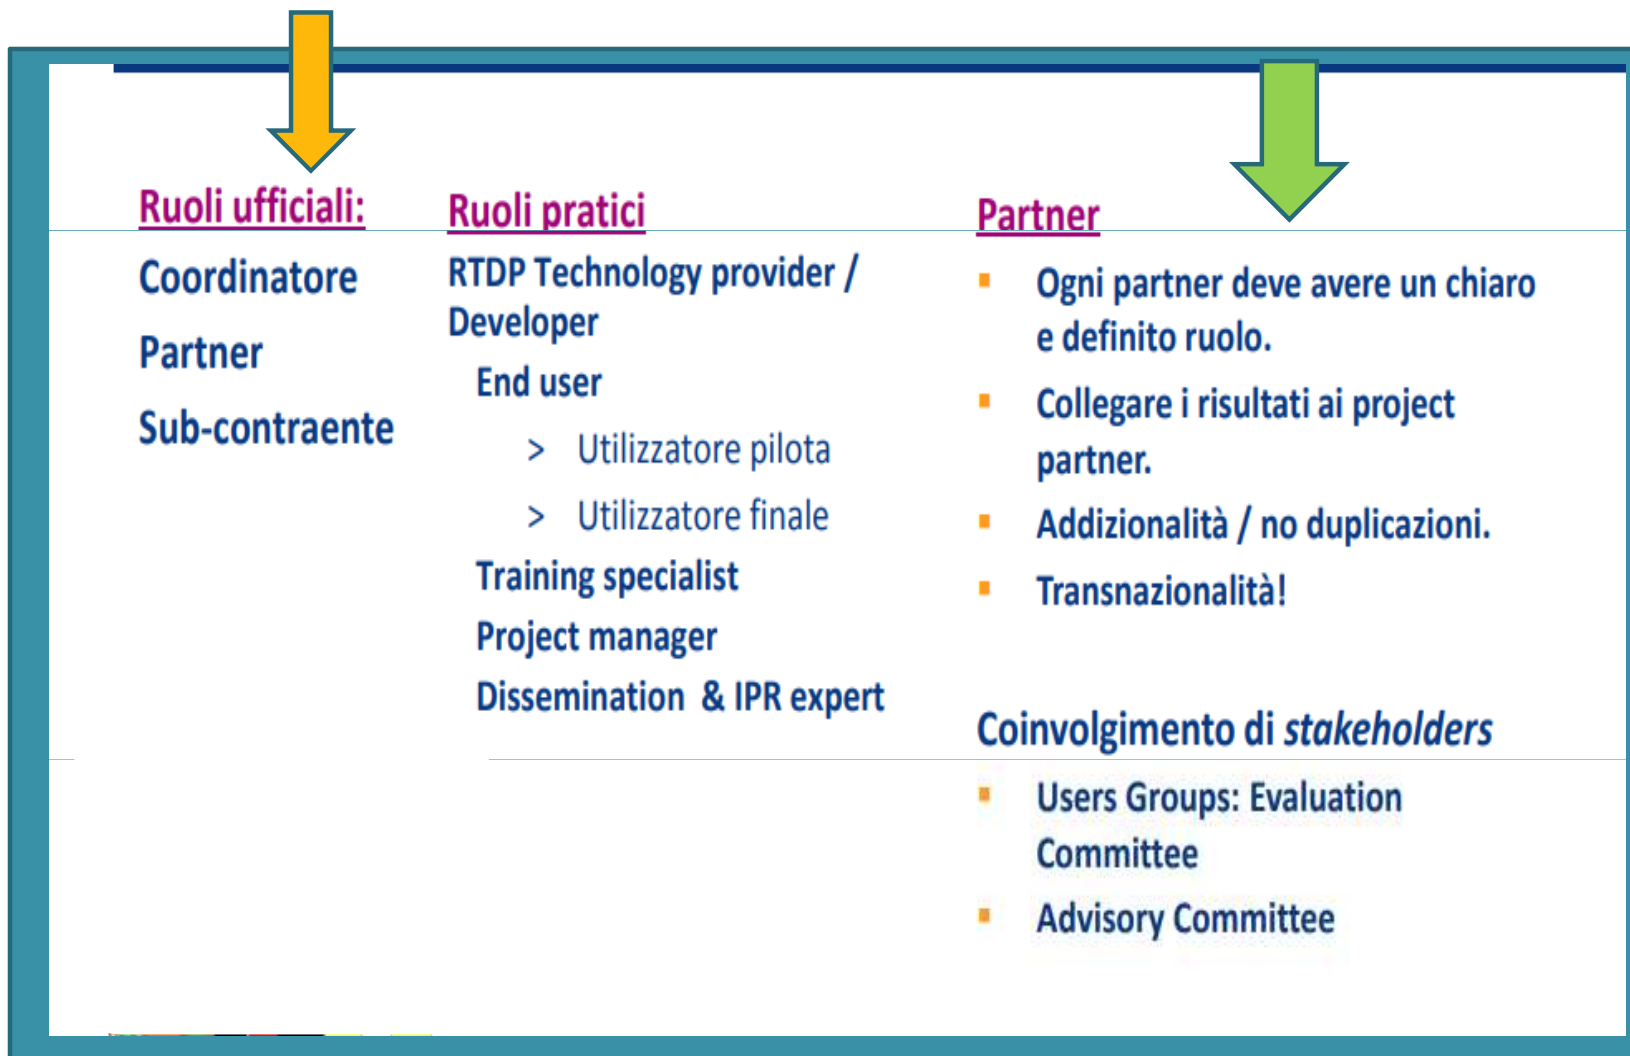 Ruoli ufficiali:
Coordinatore
Partner
Sub-contraente
Ruoli pratici
RTDP Technology provider /
Developer
End user
> Utilizzatore pilota
> Utilizzatore finale
Training specialist
Project manager
Dissemination & IPR expert
Partner
▪ Ogni partner deve avere un chiaro
e definito ruolo.
▪ Collegare i risultati ai project
partner.
▪ Addizionalità / no duplicazioni.
▪ Transnazionalità!
Coinvolgimento di stakeholders
▪ Users Groups: Evaluation
Committee
▪ Advisory Committee